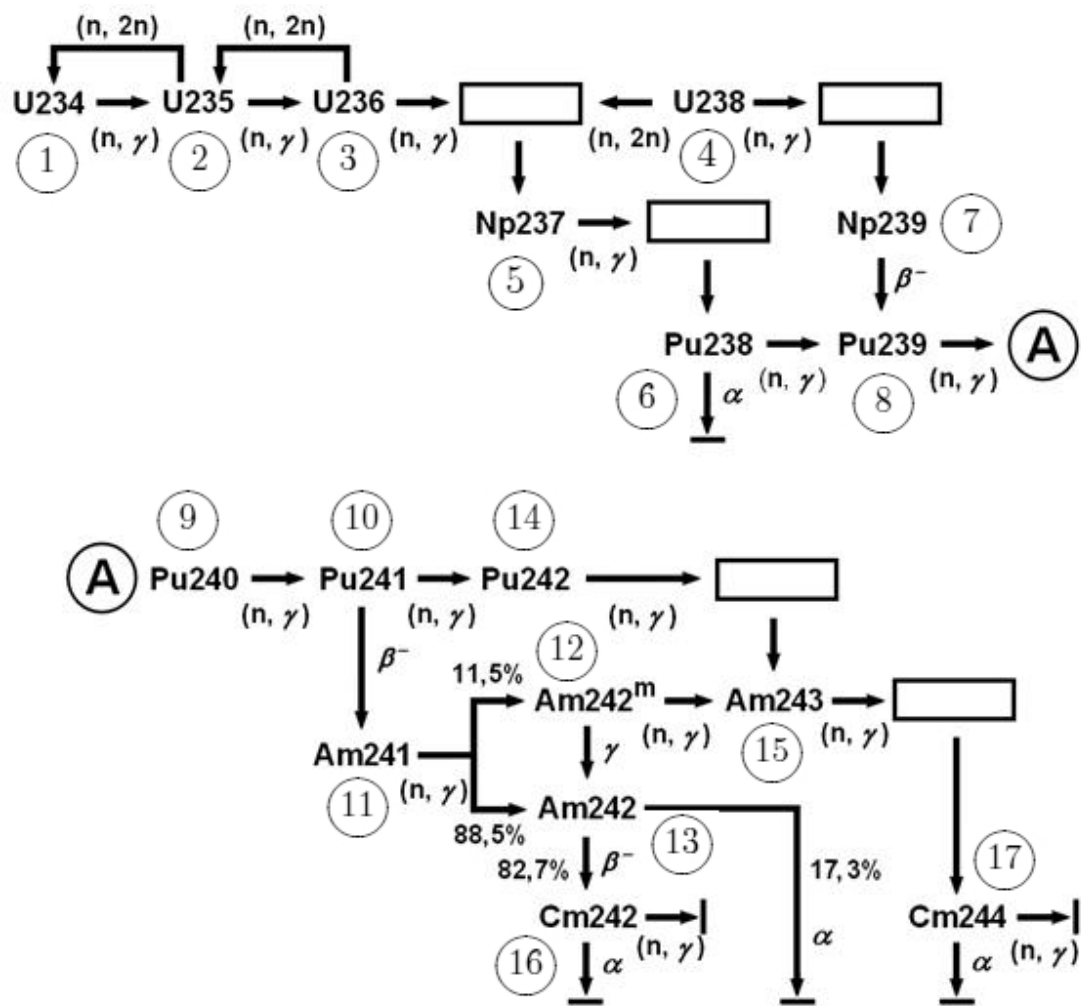 (n, 2n) (n, 2n)
U234 U235 U236 U238
(n, γ) (n, γ) (n, γ) (n, 2n) (n, γ)
1 2 3 4
Np237 Np239 7
(n, γ)
5 β⁻
Pu238 Pu239 A
(n, γ) (n, γ)
6 α 8
9 10 14
A Pu240 Pu241 Pu242
(n, γ) (n, γ) (n, γ)
12
β⁻ 11,5%
Am242ᵐ Am243
(n, γ) (n, γ)
Am241 γ 15
(n, γ)
11 Am242
88,5% 13
82,7% β⁻ 17,3% 17
Cm242 Cm244
(n, γ) (n, γ)
16 α α α